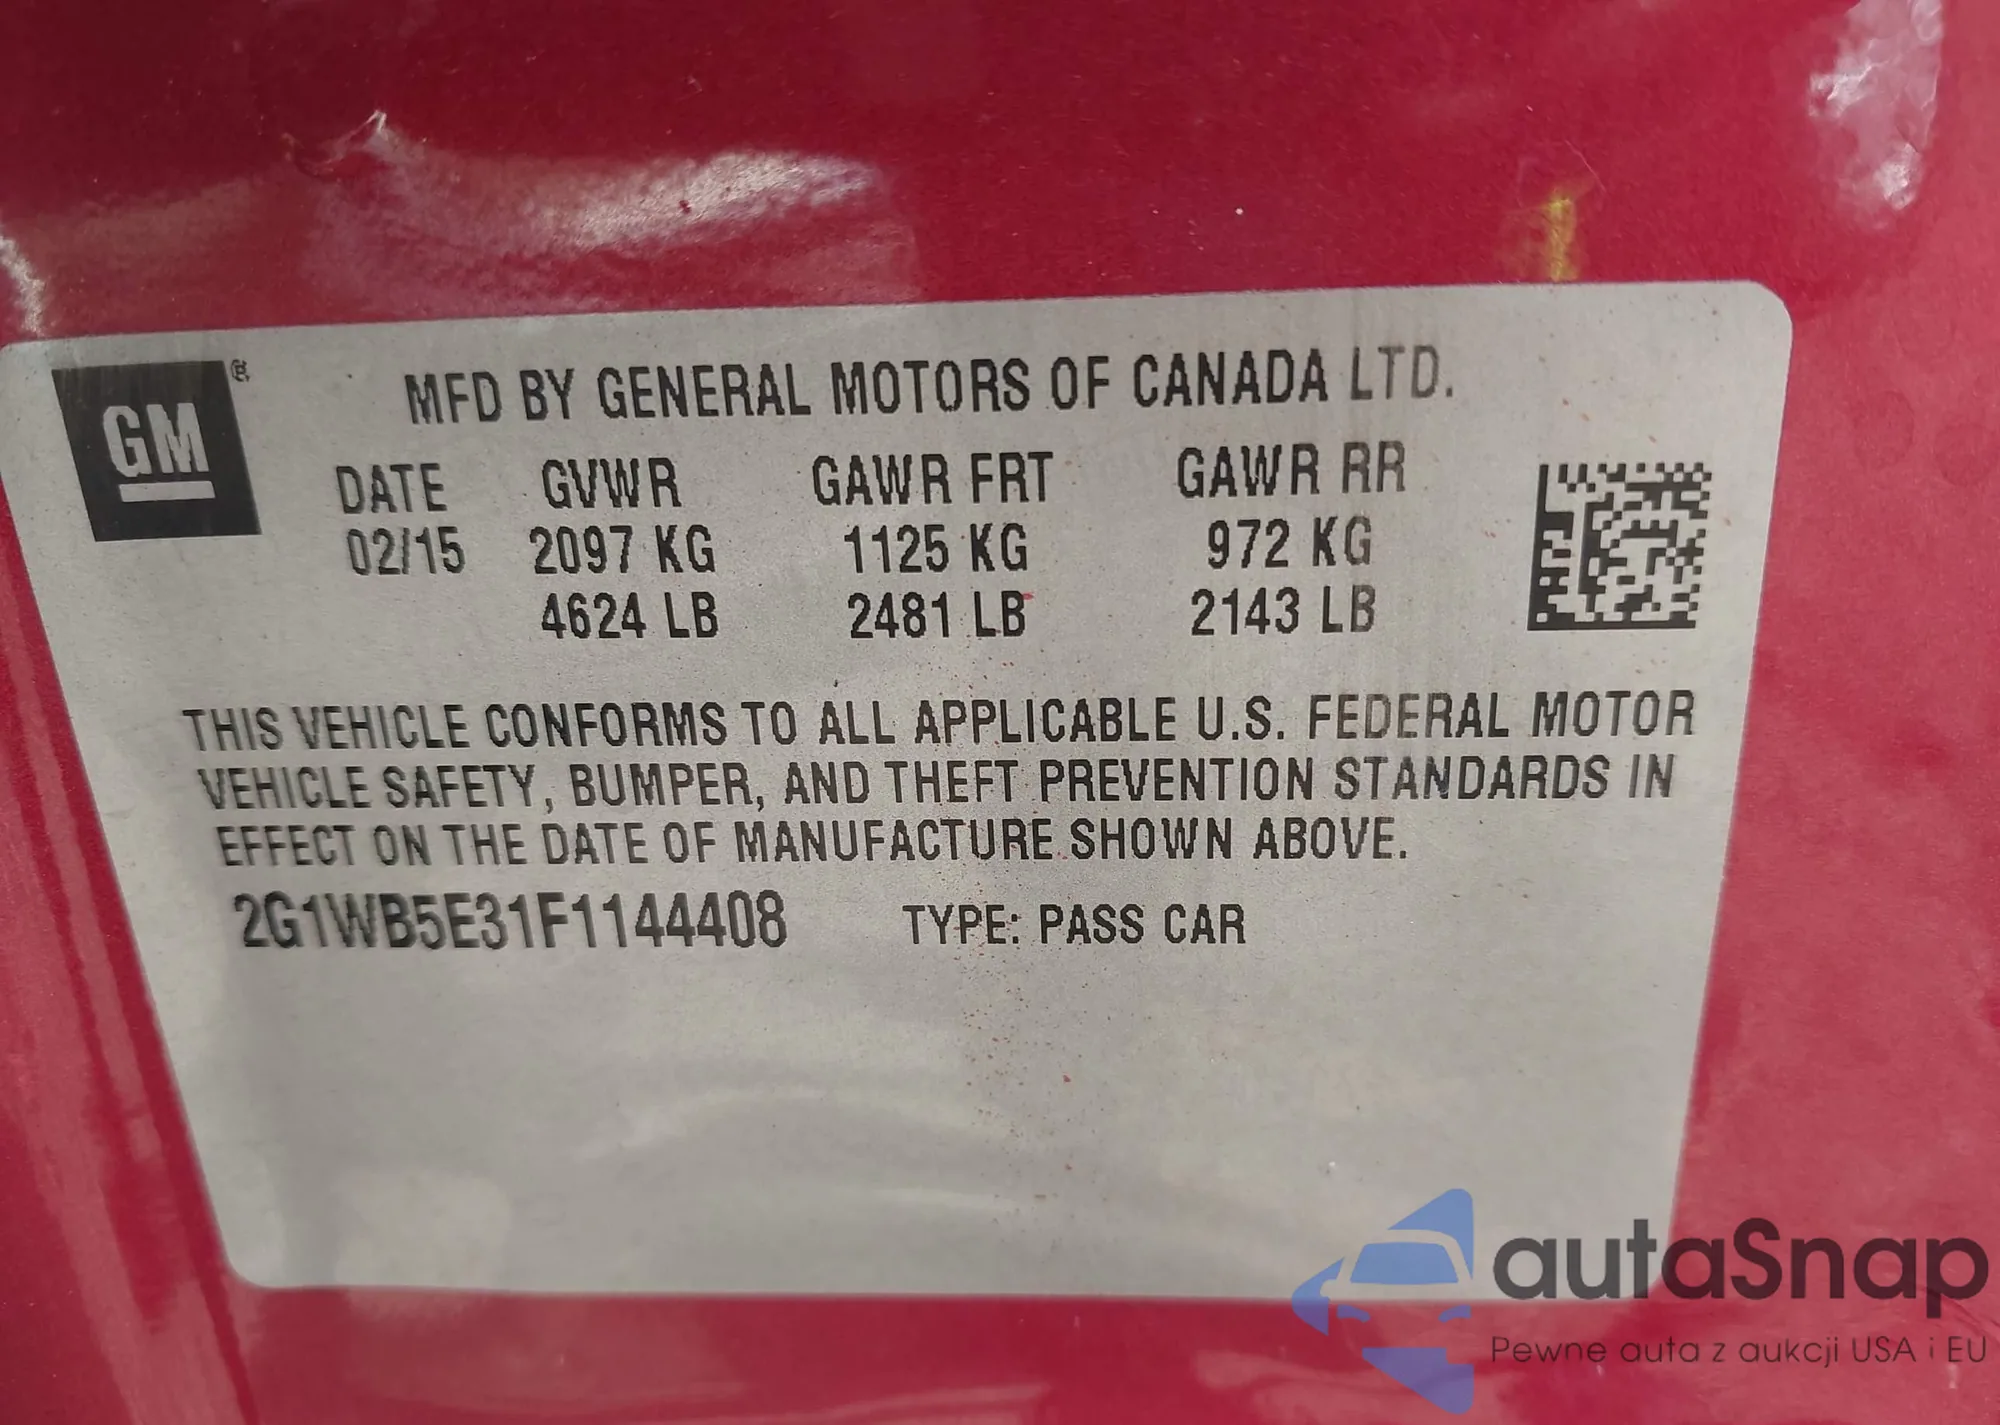 GM ®
MFD BY GENERAL MOTORS OF CANADA LTD.
DATE GVWR GAWR FRT GAWR RR
02/15 2097 KG 1125 KG 972 KG
4624 LB 2481 LB 2143 LB
THIS VEHICLE CONFORMS TO ALL APPLICABLE U.S. FEDERAL MOTOR
VEHICLE SAFETY, BUMPER, AND THEFT PREVENTION STANDARDS IN
EFFECT ON THE DATE OF MANUFACTURE SHOWN ABOVE.
2G1WB5E31F1144408 TYPE: PASS CAR
autaSnap
Pewne auta z aukcji USA i EU